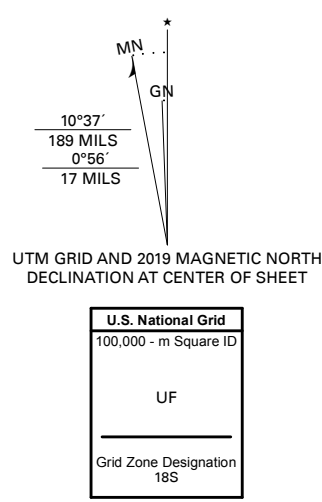 ★
MN
GN
10°37´
189 MILS
0°56´
17 MILS
UTM GRID AND 2019 MAGNETIC NORTH
DECLINATION AT CENTER OF SHEET
U.S. National Grid
100,000 - m Square ID
UF
Grid Zone Designation
18S